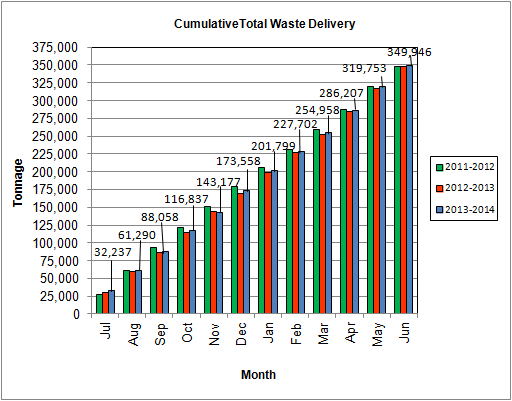 CumulativeTotal Waste Delivery
375,000
350,000
325,000
300,000
275,000
250,000
225,000
200,000
175,000
150,000
125,000
100,000
75,000
50,000
25,000
0
Tonnage
32,237
61,290
88,058
116,837
143,177
173,558
201,799
227,702
254,958
286,207
319,753
349,946
2011-2012
2012-2013
2013-2014
Jul
Aug
Sep
Oct
Nov
Dec
Jan
Feb
Mar
Apr
May
Jun
Month